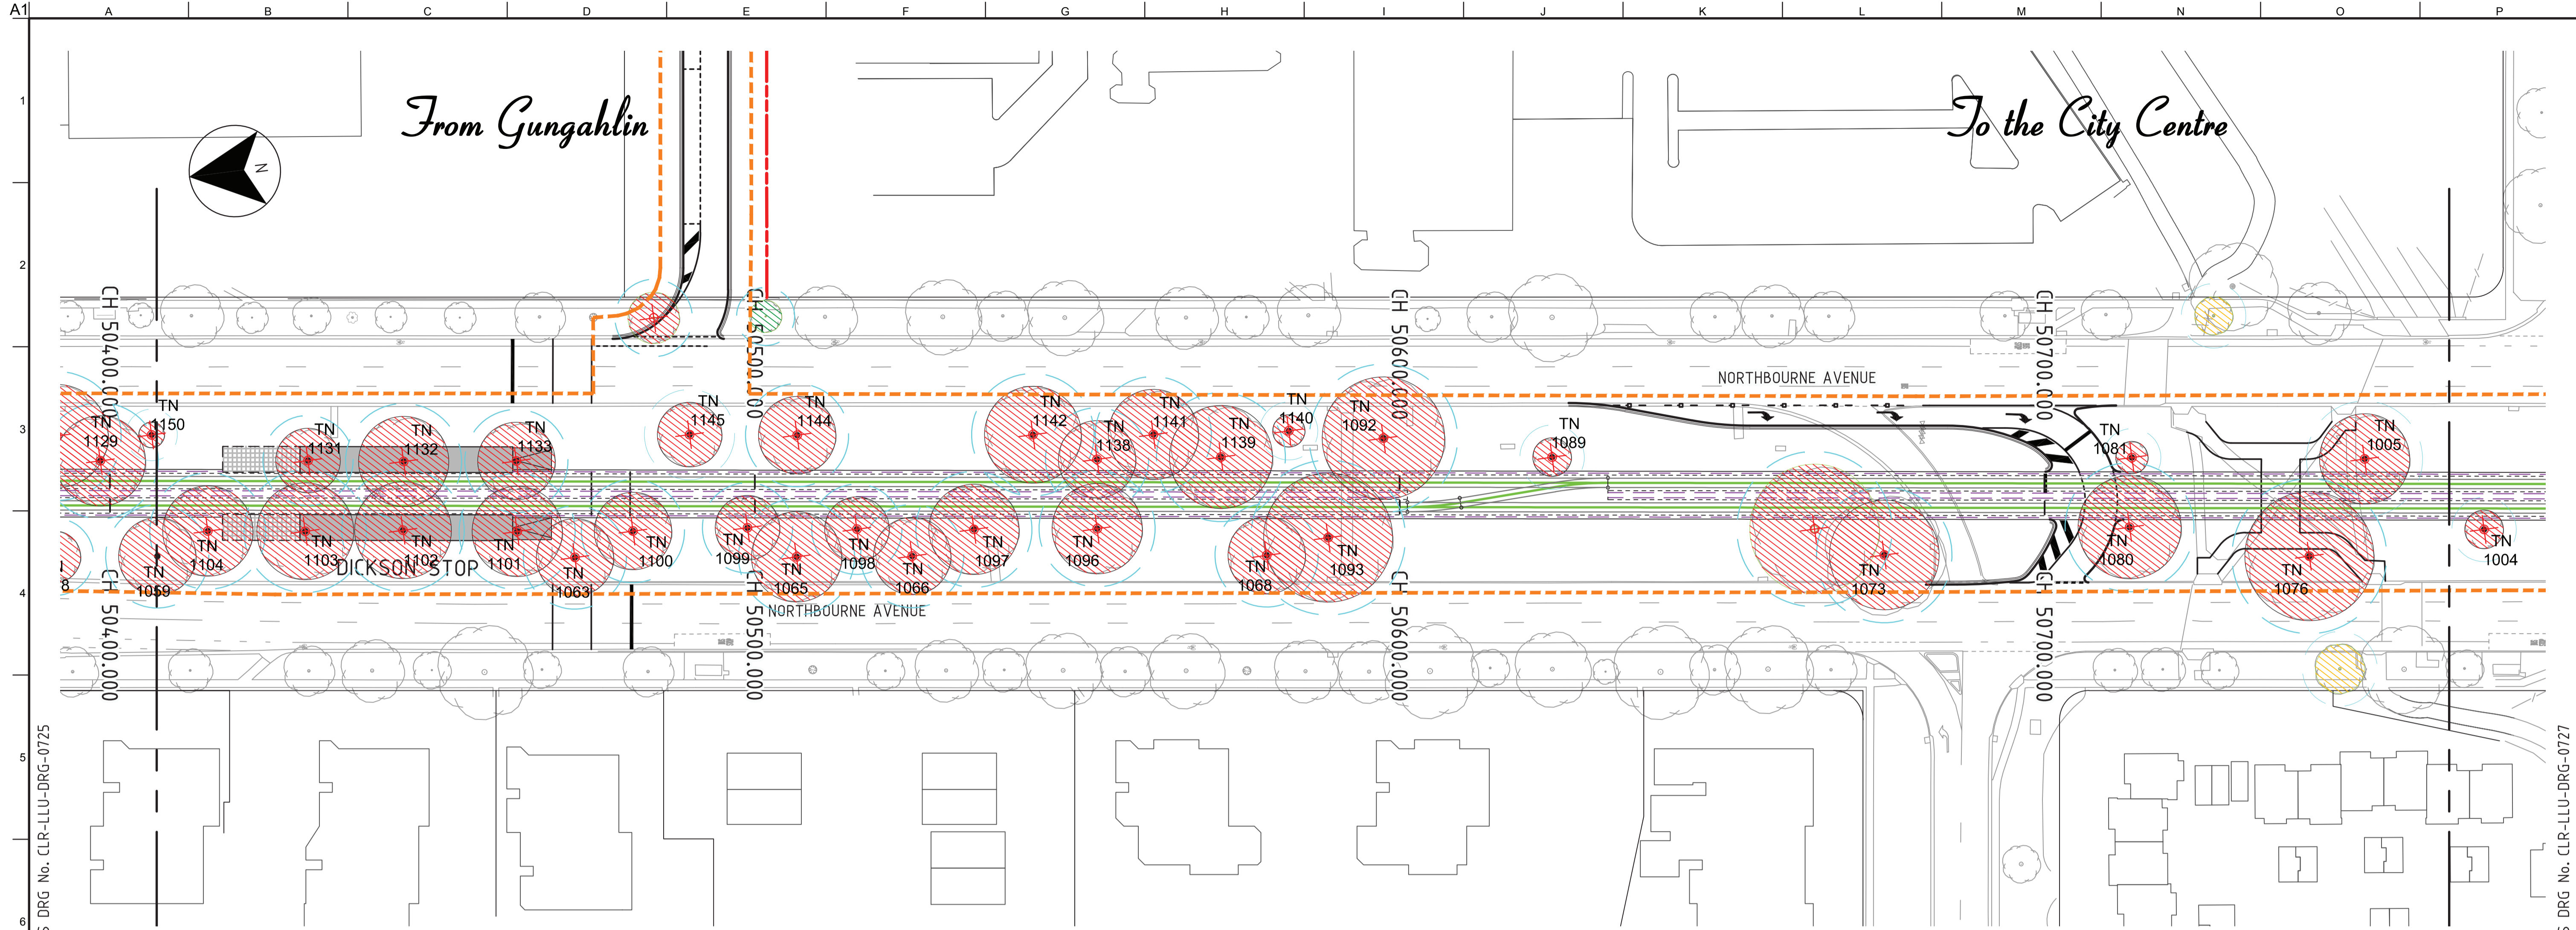 A1
A B C D E F G H I J K L M N O P
1
From Gungahlin
To the City Centre
N
2
CH 50400.000
CH 50500.000
CH 50600.000
CH 50700.000
NORTHBOURNE AVENUE
3
TN
1129
TN
1150
TN
1131
TN
1132
TN
1133
TN
1145
TN
1144
TN
1142
TN
1138
TN
1141
TN
1139
TN
1140
TN
1092
TN
1089
TN
1081
TN
1005
4
8
TN
1059
TN
1104
TN
1103
TN
1102
TN
1101
TN
1063
TN
1100
TN
1099
TN
1065
TN
1098
TN
1066
TN
1097
TN
1096
TN
1068
TN
1093
TN
1073
TN
1080
TN
1076
TN
1004
DICKSON STOP
NORTHBOURNE AVENUE
CH 50400.000
CH 50500.000
CH 50600.000
CH 50700.000
5
6
DRG No. CLR-LLU-DRG-0725
DRG No. CLR-LLU-DRG-0727